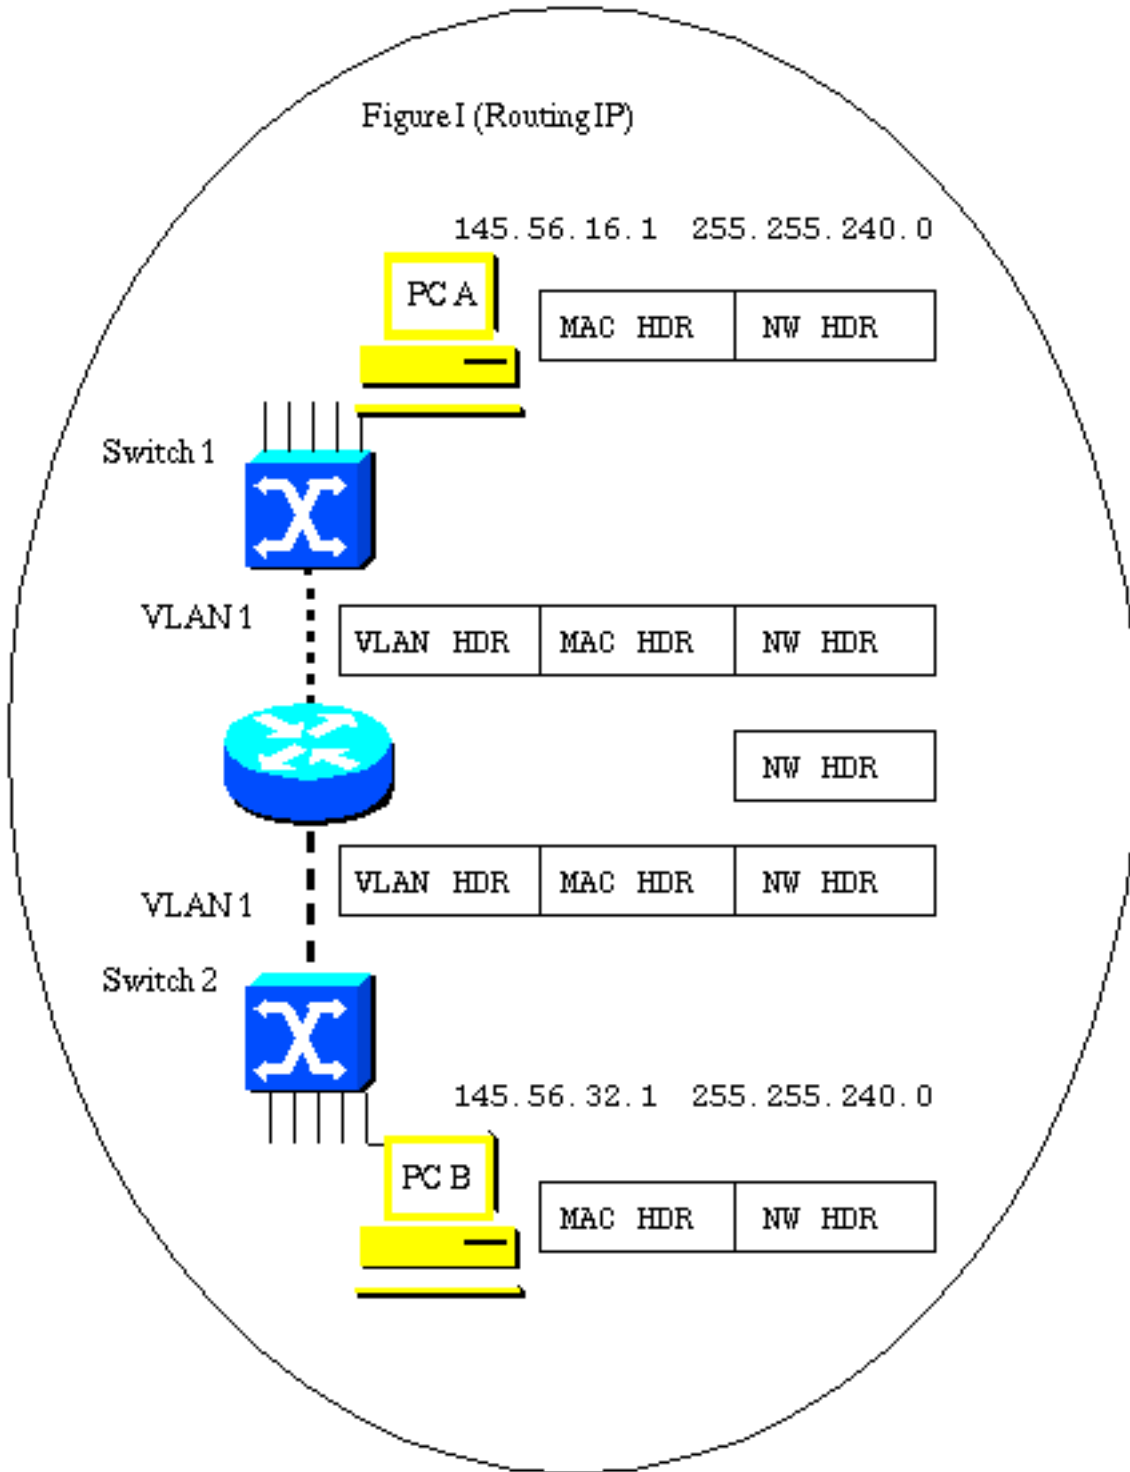 Figure I (Routing IP)
145.56.16.1 255.255.240.0
PC A
MAC HDR NW HDR
Switch 1
VLAN 1
VLAN HDR MAC HDR NW HDR
NW HDR
VLAN HDR MAC HDR NW HDR
VLAN 1
Switch 2
145.56.32.1 255.255.240.0
PC B
MAC HDR NW HDR